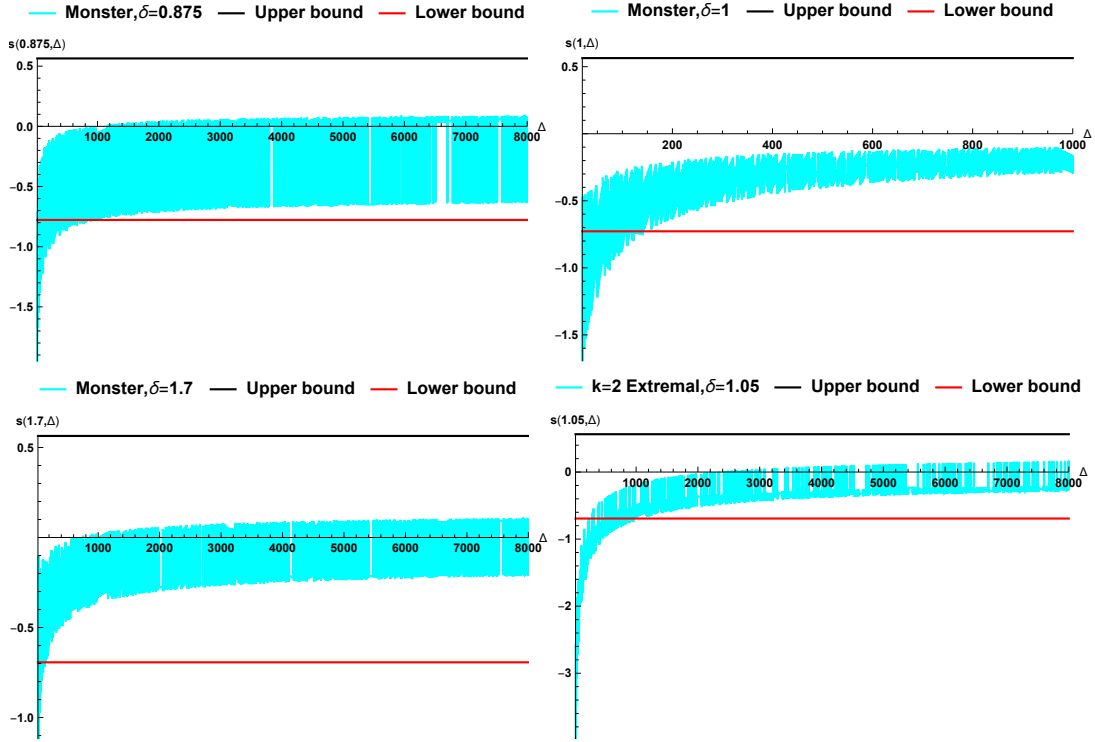 Monster,δ=0.875 Upper bound Lower bound
s(0.875,Δ)
0.5
0.0
1000 2000 3000 4000 5000 6000 7000 8000 Δ
−0.5
−1.0
−1.5
Monster,δ=1 Upper bound Lower bound
s(1,Δ)
0.5
200 400 600 800 1000 Δ
−0.5
−1.0
−1.5
Monster,δ=1.7 Upper bound Lower bound
s(1.7,Δ)
0.5
1000 2000 3000 4000 5000 6000 7000 8000 Δ
−0.5
−1.0
k=2 Extremal,δ=1.05 Upper bound Lower bound
s(1.05,Δ)
0
1000 2000 3000 4000 5000 6000 7000 8000 Δ
−1
−2
−3